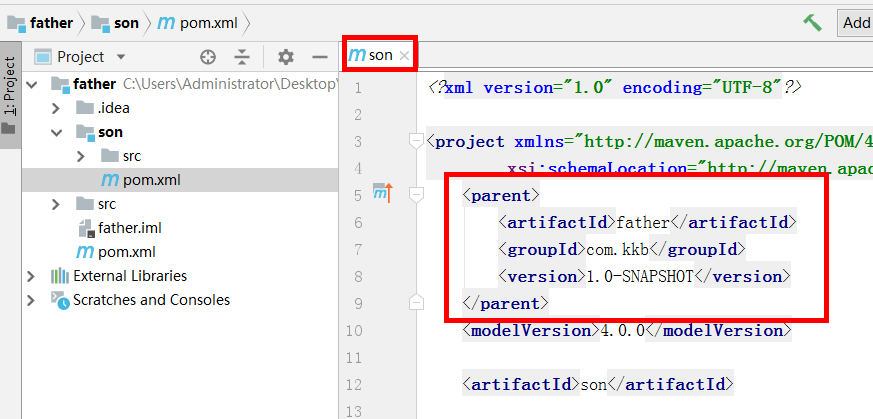 father son pom.xml Add
1: Project
Project
father C:\Users\Administrator\Desktop\
.idea
son
src
pom.xml
src
father.iml
pom.xml
External Libraries
Scratches and Consoles
son
1 <?xml version="1.0" encoding="UTF-8"?>
2
3 <project xmlns="http://maven.apache.org/POM/4
4 xsi:schemaLocation="http://maven.apa
5 <parent>
6 <artifactId>father</artifactId>
7 <groupId>com.kkb</groupId>
8 <version>1.0-SNAPSHOT</version>
9 </parent>
10 <modelVersion>4.0.0</modelVersion>
11
12 <artifactId>son</artifactId>
13